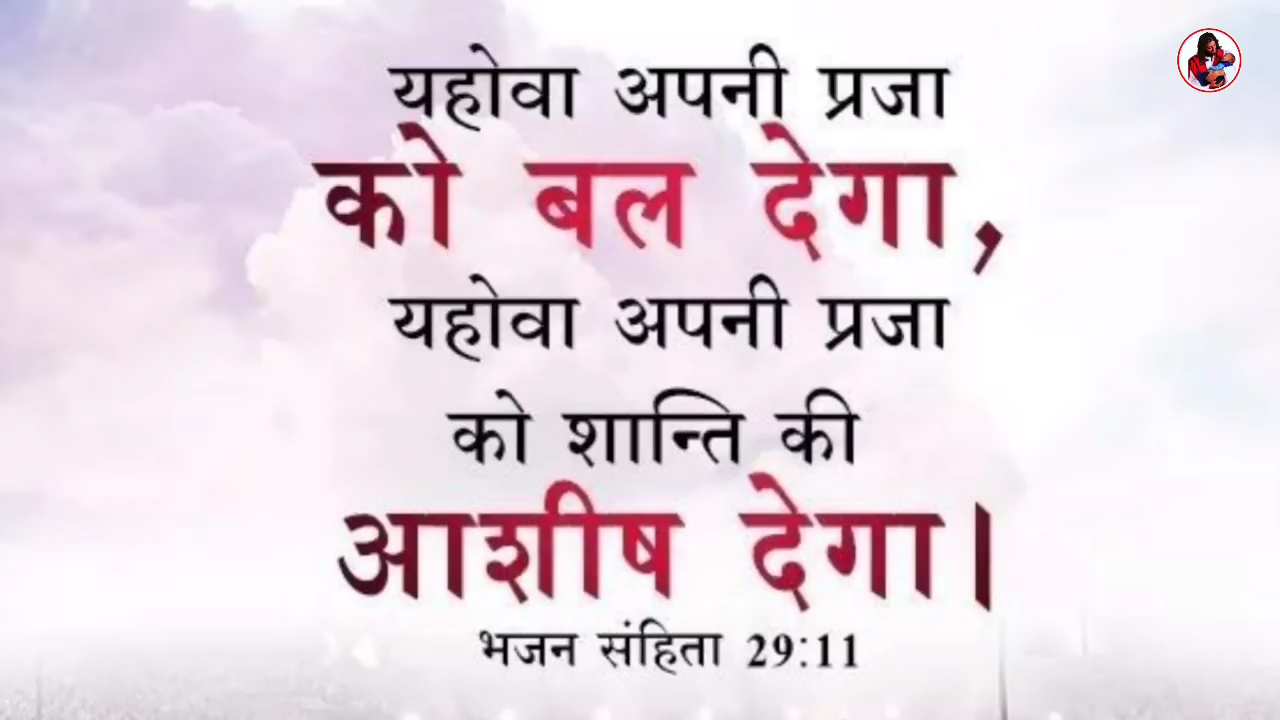 यहोवा अपनी प्रजा
को बल देगा,
यहोवा अपनी प्रजा
को शान्ति की
आशीष देगा।
भजन संहिता 29:11